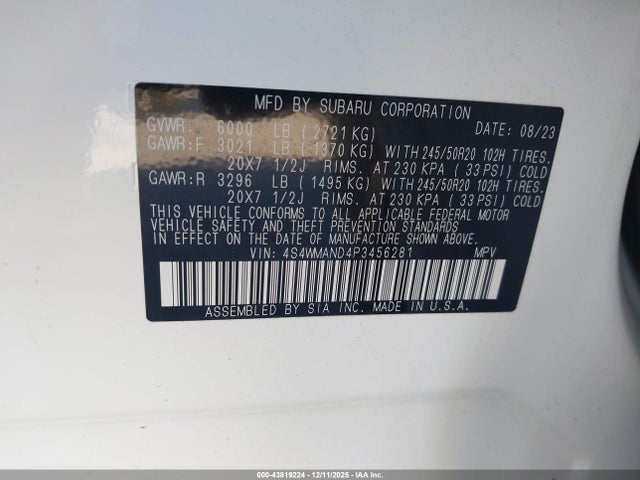 MFD BY SUBARU CORPORATION
GVWR: 6000 LB ( 2721 KG) DATE: 08/23
GAWR:F 3021 LB ( 1370 KG) WITH 245/50R20 102H TIRES.
20X7 1/2J RIMS. AT 230 KPA ( 33 PSI) COLD
GAWR:R 3296 LB ( 1495 KG) WITH 245/50R20 102H TIRES.
20X7 1/2J RIMS. AT 230 KPA ( 33 PSI) COLD
THIS VEHICLE CONFORMS TO ALL APPLICABLE FEDERAL MOTOR
VEHICLE SAFETY AND THEFT PREVENTION STANDARDS IN EFFECT
ON THE DATE OF MANUFACTURE SHOWN ABOVE.
VIN: 4S4WMAND4P3456281 MPV
ASSEMBLED BY SIA INC. MADE IN U.S.A.
000-43819224 - 12/11/2025 - IAA Inc.